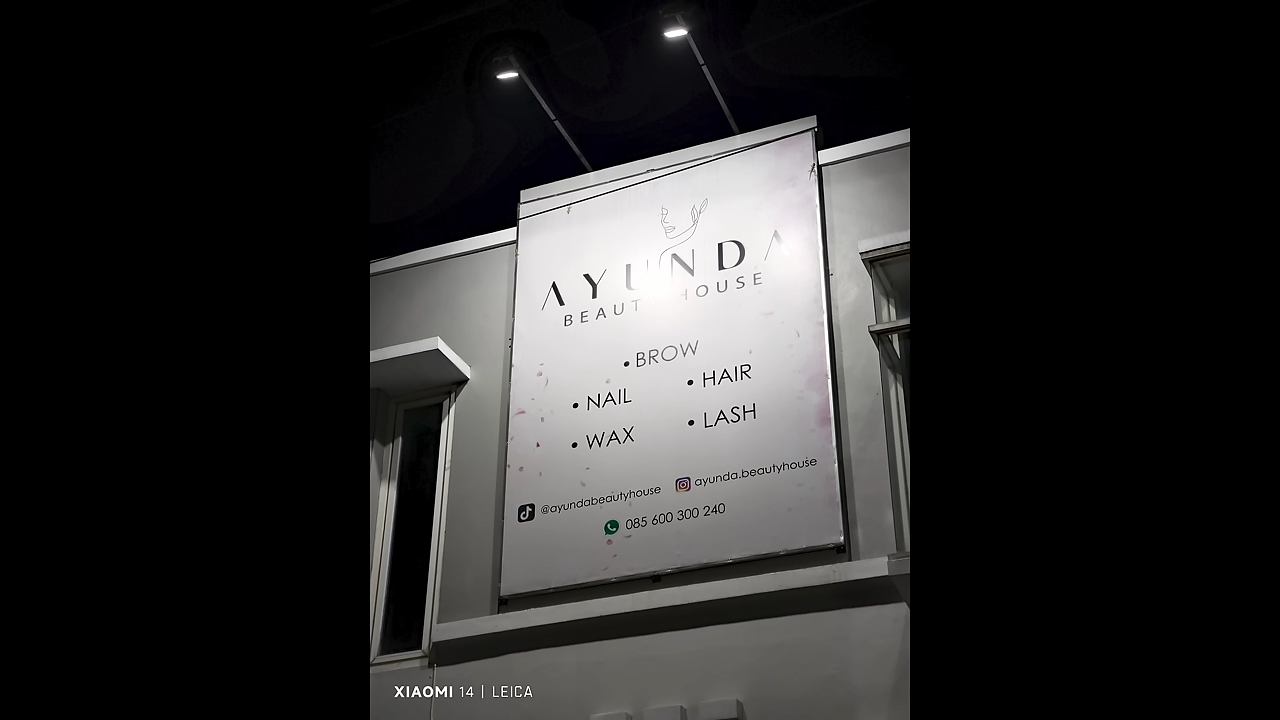 AYUNDA
BEAUTY HOUSE
• BROW
• NAIL • HAIR
• WAX • LASH
@ayundabeautyhouse ayunda.beautyhouse
085 600 300 240
XIAOMI 14 | LEICA